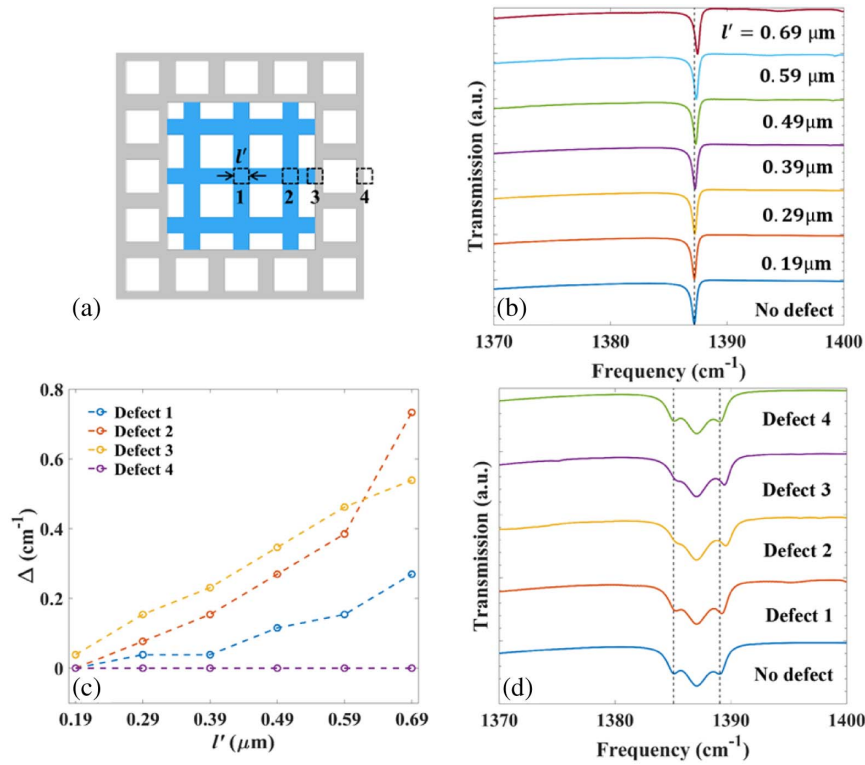 l′
1
2
3
4
(a)
Transmission (a.u.)
l′ = 0.69 μm
0.59 μm
0.49μm
0.39μm
0.29μm
0.19μm
No defect
(b)
1370
1380
1390
1400
Frequency (cm⁻¹)
0.8
0.6
0.4
0.2
0
Δ (cm⁻¹)
Defect 1
Defect 2
Defect 3
Defect 4
(c)
0.19
0.29
0.39
0.49
0.59
0.69
l′ (μm)
Transmission (a.u.)
Defect 4
Defect 3
Defect 2
Defect 1
No defect
(d)
1370
1380
1390
1400
Frequency (cm⁻¹)